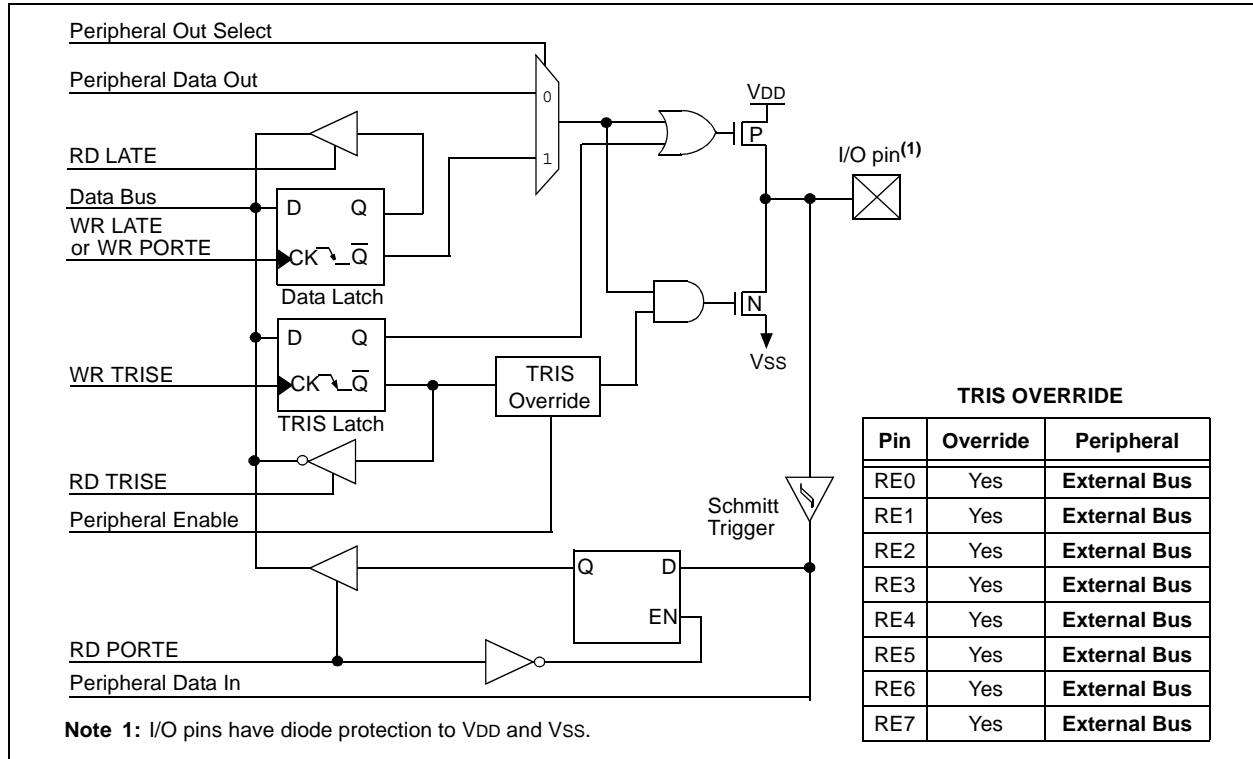 Peripheral Out Select
Peripheral Data Out
0
VDD
P
RD LATE
1
I/O pin(1)
Data Bus
D Q
WR LATE
or WR PORTE
CK Q
Data Latch
N
D Q
VSS
WR TRISE
CK Q
TRIS
Override
TRIS Latch
TRIS OVERRIDE
Pin Override Peripheral
RE0 Yes External Bus
RE1 Yes External Bus
RE2 Yes External Bus
RE3 Yes External Bus
RE4 Yes External Bus
RE5 Yes External Bus
RE6 Yes External Bus
RE7 Yes External Bus
RD TRISE
Schmitt
Trigger
Peripheral Enable
Q D
EN
RD PORTE
Peripheral Data In
Note 1: I/O pins have diode protection to VDD and VSS.